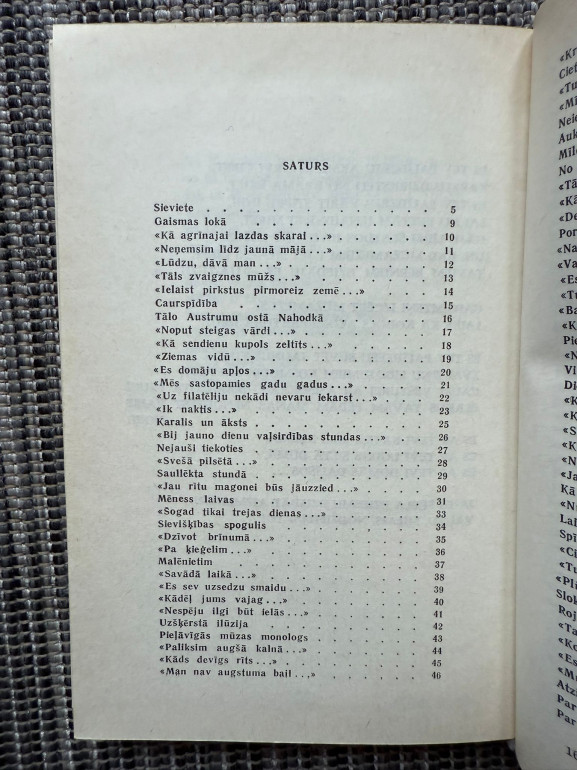 SATURS
Sieviete . . . . . . . . . . . . 5
Gaismas lokā . . . . . . . . . . . 9
«Kā agrīnajai lazdas skarai ...» . . . . . 10
«Neņemsim līdz jaunā mājā ...» . . . . . 11
«Lūdzu, dāvā man ...» . . . . . . . . 12
«Tāls zvaigznes mūžs ...» . . . . . . . 13
«Ielaist pirkstus pirmoreiz zemē ...» . . . . 14
Caurspīdība . . . . . . . . . . 15
Tālo Austrumu ostā Nahodkā . . . . . . 16
«Noput steigas vārdi ...» . . . . . . . 17
«Kā sendienu kupols zeltīts ...» . . . . . 18
«Ziemas vidū ...» . . . . . . . . . 19
«Es domāju apļos ...» . . . . . . . . 20
«Mēs sastopamies gadu gadus ...» . . . . 21
«Uz filatēliju nekādi nevaru iekarst ...» . . . 22
«Ik naktis ...» . . . . . . . . . . 23
Karalis un āksts . . . . . . . . . 25
«Bij jauno dienu vaļsirdības stundas ...» . . 26
Nejauši tiekoties . . . . . . . . . 27
«Svešā pilsētā ...» . . . . . . . . . 28
Saullēkta stundā . . . . . . . . . 29
«Jau rītu magonei būs jāuzzied ...» . . . . 30
Mēness laivas . . . . . . . . . . 31
«Šogad tikai trejas dienas ...» . . . . . . 33
Sievišķības spogulis . . . . . . . . 34
«Dzīvot brīnumā ...» . . . . . . . . 35
«Pa ķieģelim ...» . . . . . . . . . 36
Malēnietim . . . . . . . . . . . 37
«Savādā laikā ...» . . . . . . . . . 38
«Es sev uzsedzu smaidu ...» . . . . . . 39
«Kādēļ jums vajag ...» . . . . . . . . 40
«Nespēju ilgi būt ielās ...» . . . . . . . 41
Uzšķērstā ilūzija . . . . . . . . . 42
Pieļāvīgās mūzas monologs . . . . . . 43
«Paliksim augšā kalnā ...» . . . . . . . 44
«Kāds devīgs rīts ...» . . . . . . . . 45
«Man nav augstuma bail ...» . . . . . . 46